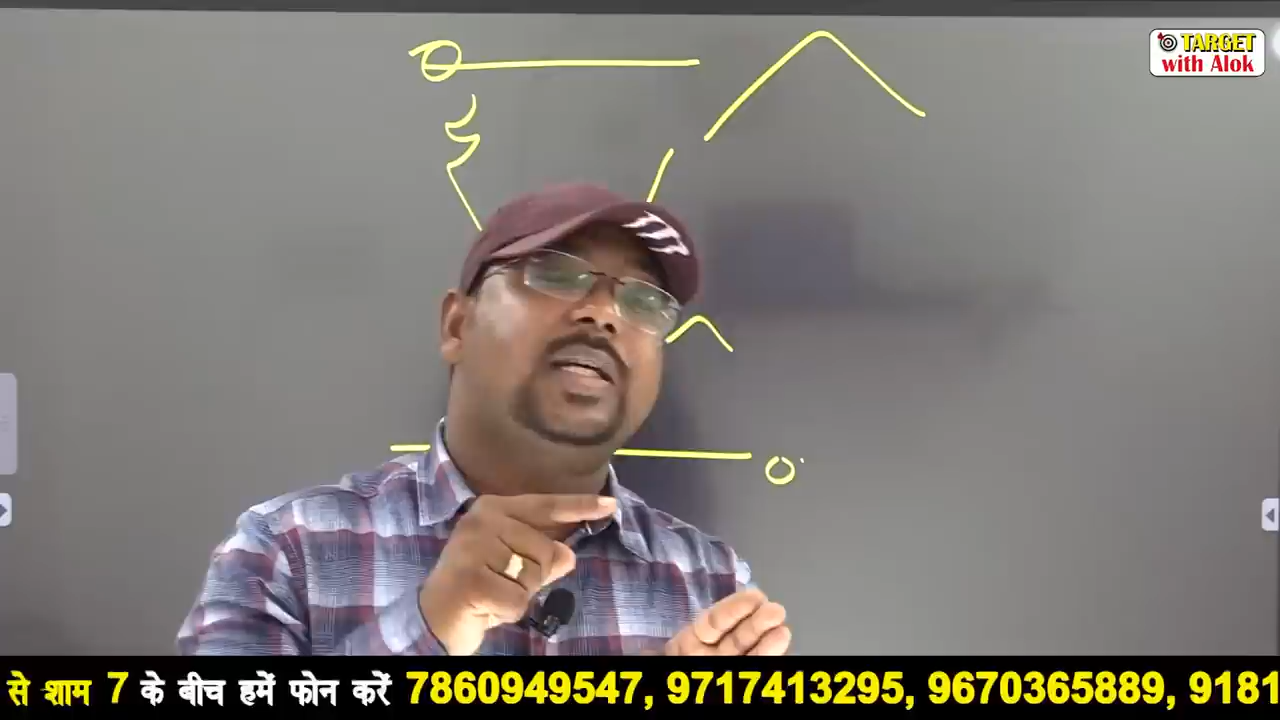 TARGET
with Alok
से शाम 7 के बीच हमें फोन करें 7860949547, 9717413295, 9670365889, 9181